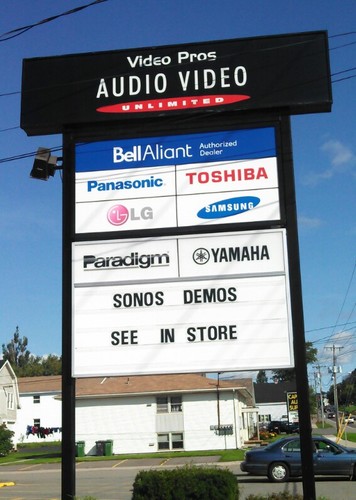 Video Pros
AUDIO VIDEO
UNLIMITED
BellAliant Authorized Dealer
Panasonic TOSHIBA
LG SAMSUNG
Paradigm YAMAHA
SONOS DEMOS
SEE IN STORE